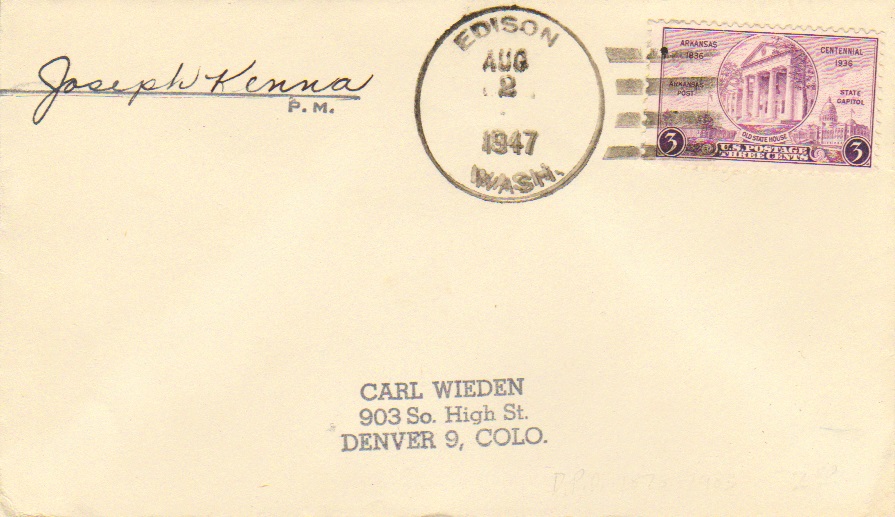 Joseph Kenna
P.M.
EDISON
AUG
2
1947
WASH.
ARKANSAS
1836
CENTENNIAL
1936
ARKANSAS
POST
STATE
CAPITOL
OLD STATE HOUSE
3 U.S. POSTAGE 3
THREE CENTS
CARL WIEDEN
903 So. High St.
DENVER 9, COLO.